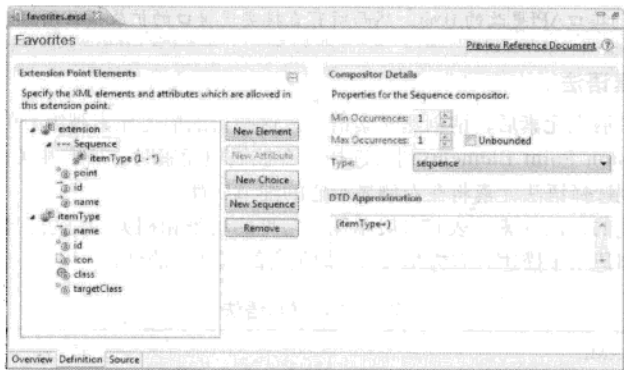 favorites.exsd
Favorites
Preview Reference Document
Extension Point Elements
Specify the XML elements and attributes which are allowed in
this extension point.
extension
Sequence
itemType (1 - *)
point
id
name
itemType
name
id
icon
class
targetClass
New Element
New Attribute
New Choice
New Sequence
Remove
Compositor Details
Properties for the Sequence compositor.
Min Occurrences: 1
Max Occurrences: 1 Unbounded
Type: sequence
DTD Approximation
(itemType+)
Overview Definition Source